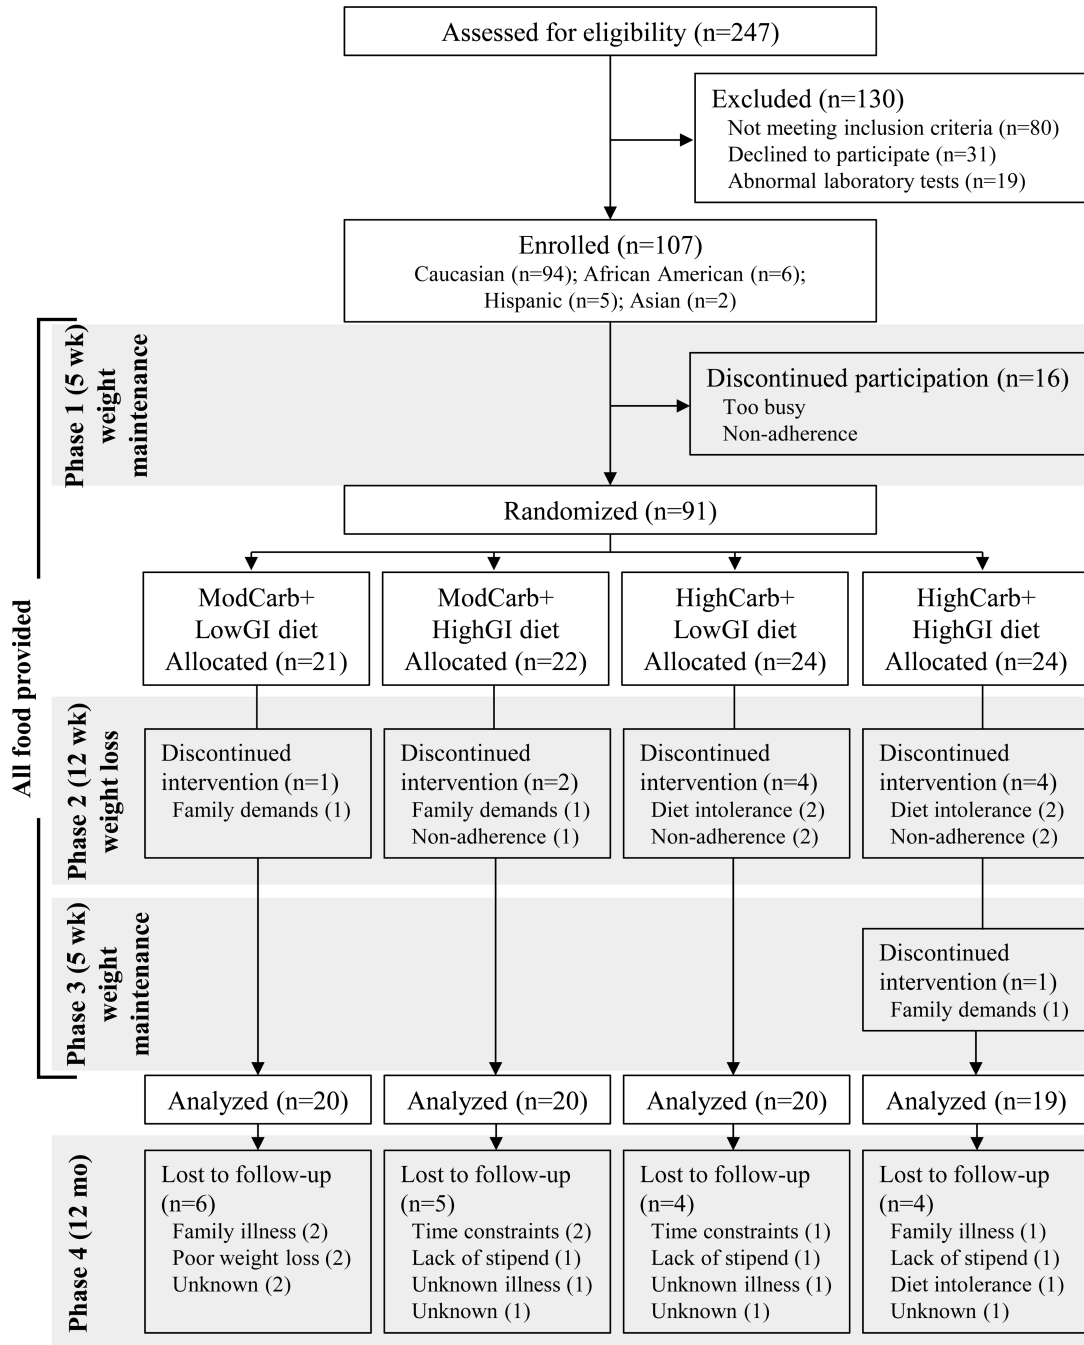 Assessed for eligibility (n=247)
Excluded (n=130)
Not meeting inclusion criteria (n=80)
Declined to participate (n=31)
Abnormal laboratory tests (n=19)
Enrolled (n=107)
Caucasian (n=94); African American (n=6);
Hispanic (n=5); Asian (n=2)
All food provided
Phase 1 (5 wk)
weight
maintenance
Discontinued participation (n=16)
Too busy
Non-adherence
Randomized (n=91)
ModCarb+
LowGI diet
Allocated (n=21)
ModCarb+
HighGI diet
Allocated (n=22)
HighCarb+
LowGI diet
Allocated (n=24)
HighCarb+
HighGI diet
Allocated (n=24)
Phase 2 (12 wk)
weight loss
Discontinued
intervention (n=1)
Family demands (1)
Discontinued
intervention (n=2)
Family demands (1)
Non-adherence (1)
Discontinued
intervention (n=4)
Diet intolerance (2)
Non-adherence (2)
Discontinued
intervention (n=4)
Diet intolerance (2)
Non-adherence (2)
Phase 3 (5 wk)
weight
maintenance
Discontinued
intervention (n=1)
Family demands (1)
Analyzed (n=20)
Analyzed (n=20)
Analyzed (n=20)
Analyzed (n=19)
Phase 4 (12 mo)
Lost to follow-up
(n=6)
Family illness (2)
Poor weight loss (2)
Unknown (2)
Lost to follow-up
(n=5)
Time constraints (2)
Lack of stipend (1)
Unknown illness (1)
Unknown (1)
Lost to follow-up
(n=4)
Time constraints (1)
Lack of stipend (1)
Unknown illness (1)
Unknown (1)
Lost to follow-up
(n=4)
Family illness (1)
Lack of stipend (1)
Diet intolerance (1)
Unknown (1)